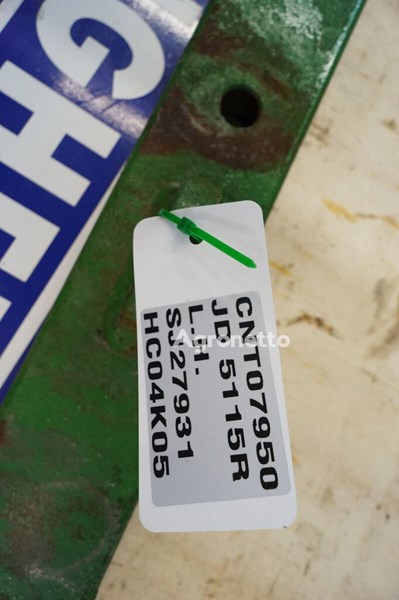 CNT07950
JD 5115R
L.H.
SJ27931
HC04K05
Agronetto